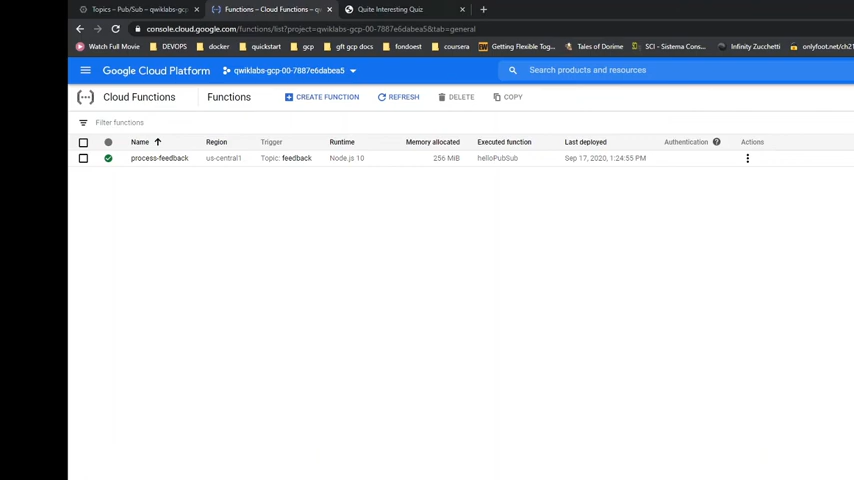 Topics – Pub/Sub – qwiklabs-gcp
Functions – Cloud Functions – q
Quite Interesting Quiz
console.cloud.google.com/functions/list?project=qwiklabs-gcp-00-7887e6dabea5&tab=general
Watch Full Movie DEVOPS docker quickstart gcp gft gcp docs fondoest coursera Getting Flexible Tog... Tales of Dorime SCI - Sistema Cons... Infinity Zucchetti onlyfoot.net/ch21
Google Cloud Platform qwiklabs-gcp-00-7887e6dabea5 Search products and resources
Cloud Functions Functions CREATE FUNCTION REFRESH DELETE COPY
Filter functions
Name Region Trigger Runtime Memory allocated Executed function Last deployed Authentication Actions
process-feedback us-central1 Topic: feedback Node.js 10 256 MiB helloPubSub Sep 17, 2020, 1:24:55 PM